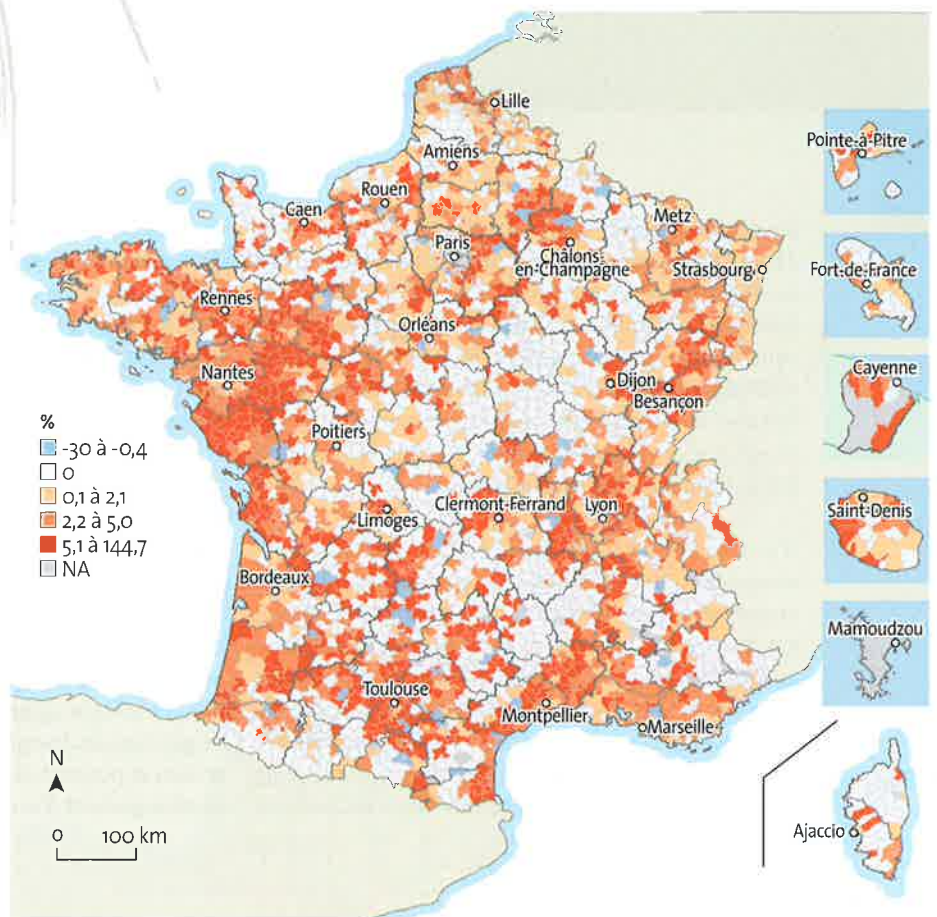 Lille
Pointe-à-Pitre
Amiens
Rouen
Caen
Metz
Paris
Châlons-
en-Champagne
Strasbourg
Fort-de-France
Rennes
Orléans
Nantes
Dijon
Besançon
Cayenne
%
-30 à -0,4
0
0,1 à 2,1
2,2 à 5,0
5,1 à 144,7
NA
Poitiers
Clermont-Ferrand
Lyon
Limoges
Saint-Denis
Bordeaux
Mamoudzou
Toulouse
Montpellier
Marseille
N
0 100 km
Ajaccio